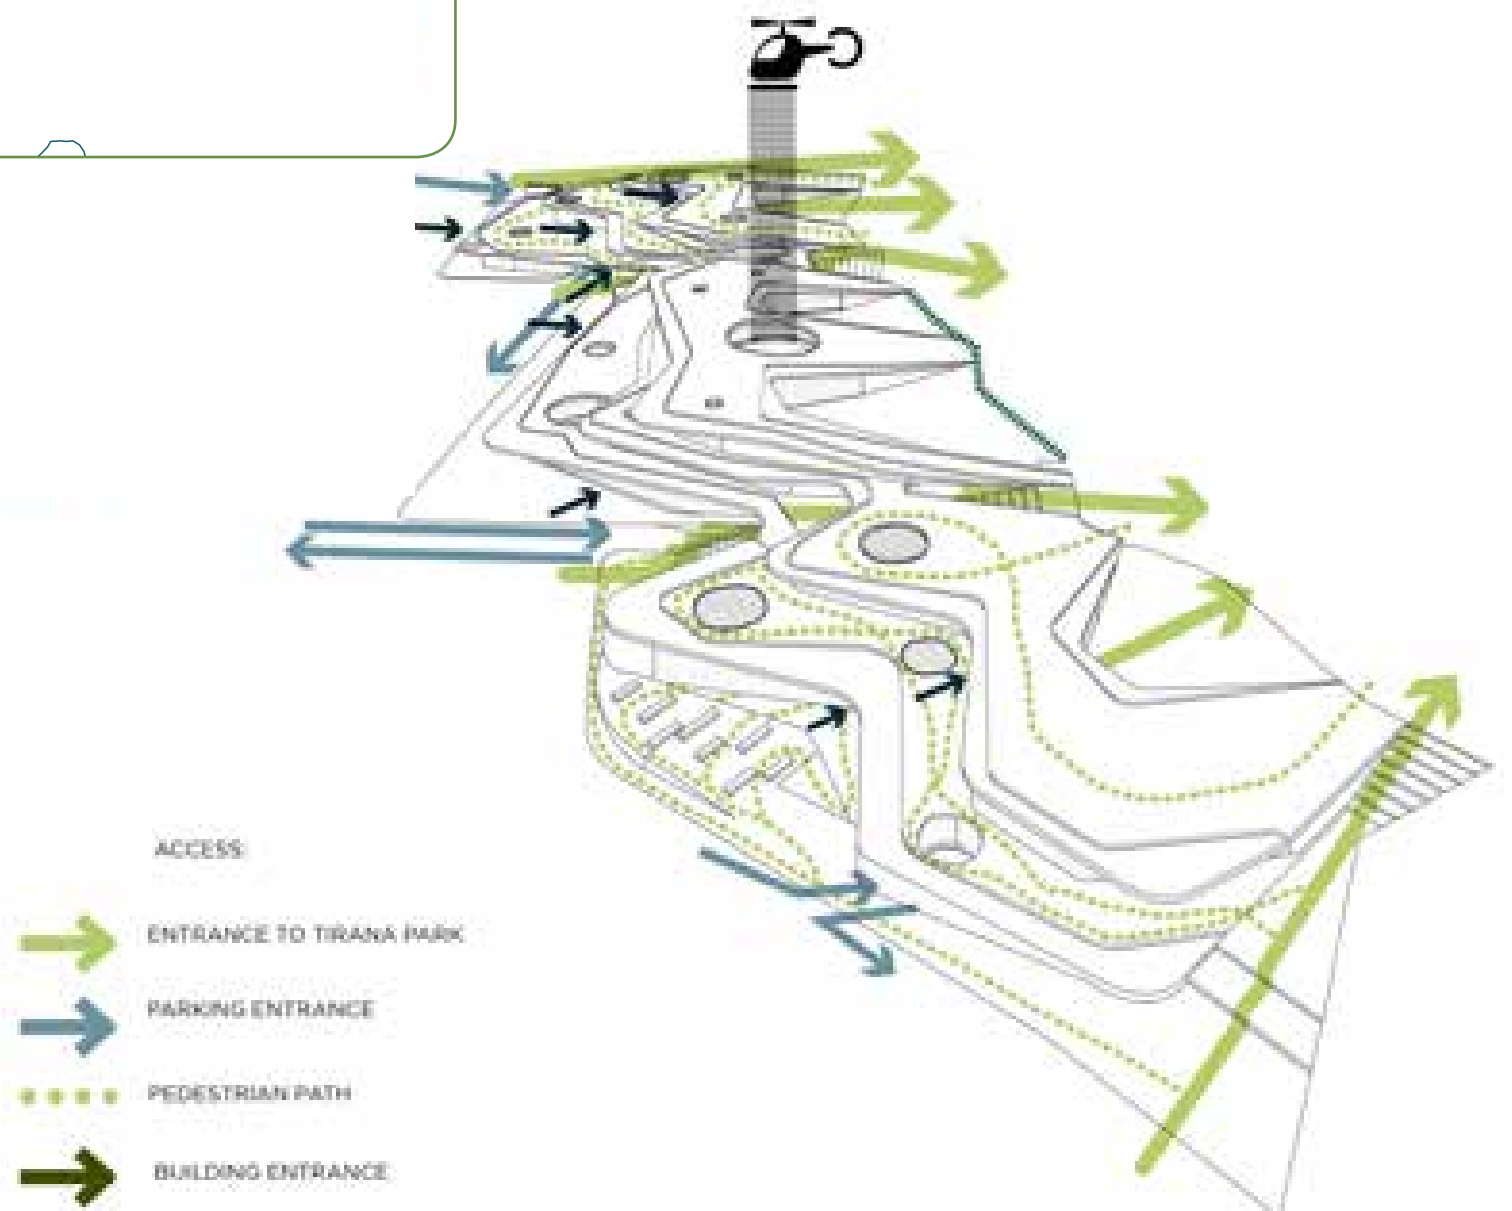 ACCESS:
ENTRANCE TO TIRANA PARK
PARKING ENTRANCE
PEDESTRIAN PATH
BUILDING ENTRANCE